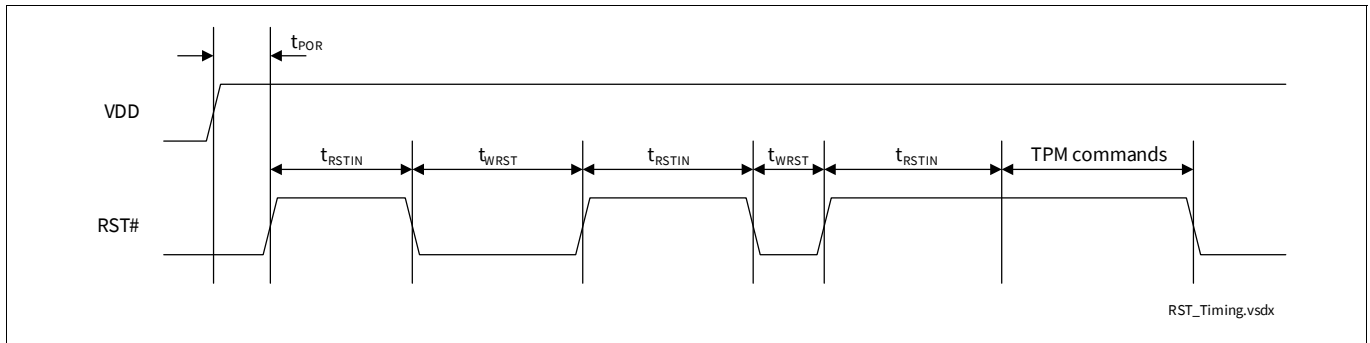 tPOR
VDD
tRSTIN tWRST tRSTIN tWRST tRSTIN TPM commands
RST#
RST_Timing.vsdx